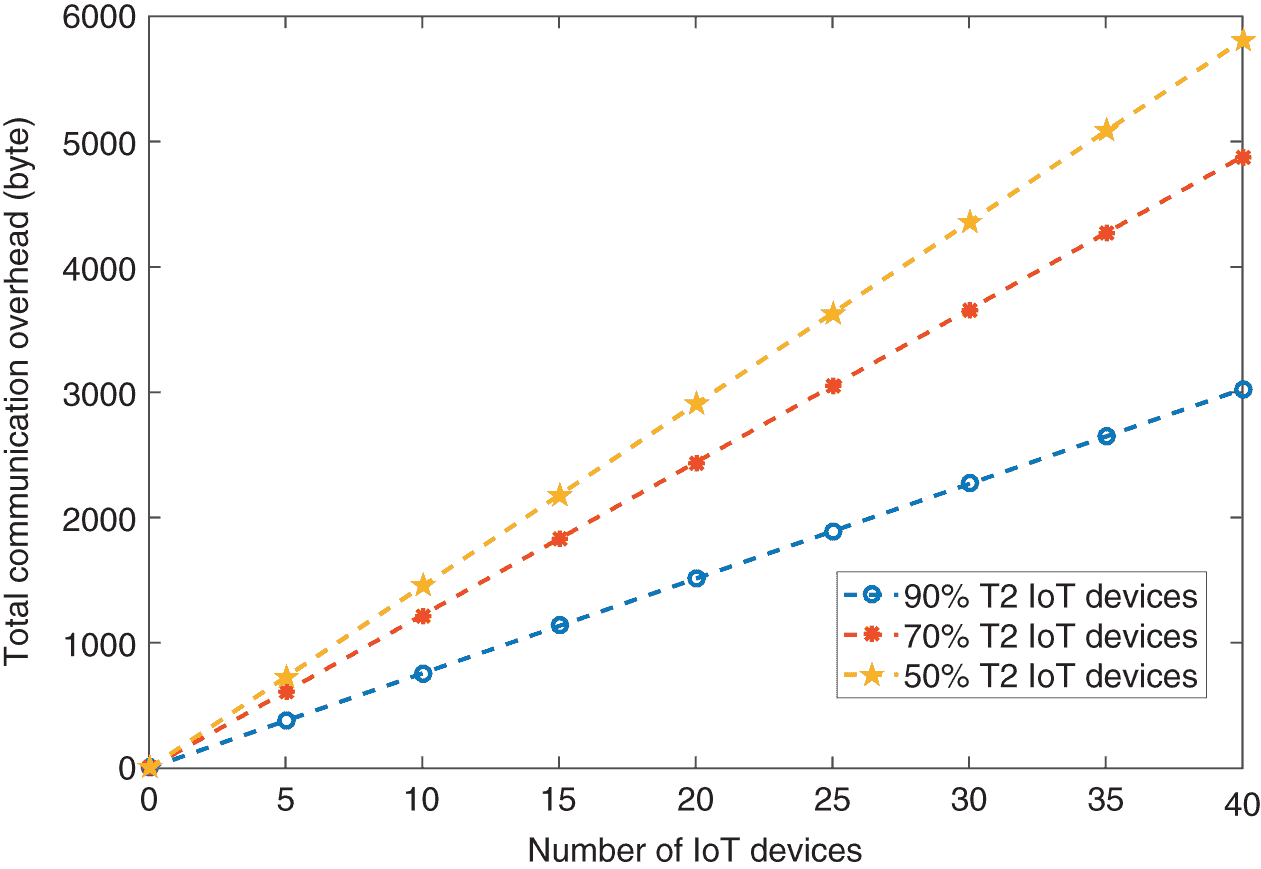 Total communication overhead (byte)
6000
5000
4000
3000
2000
1000
0
0 5 10 15 20 25 30 35 40
Number of IoT devices
90% T2 IoT devices
70% T2 IoT devices
50% T2 IoT devices